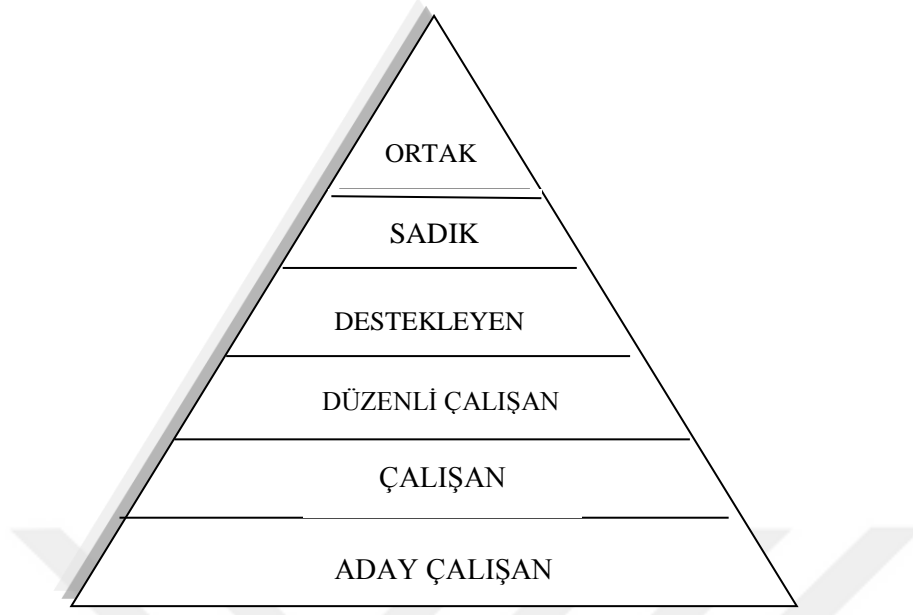 ORTAK
SADIK
DESTEKLEYEN
DÜZENLİ ÇALIŞAN
ÇALIŞAN
ADAY ÇALIŞAN